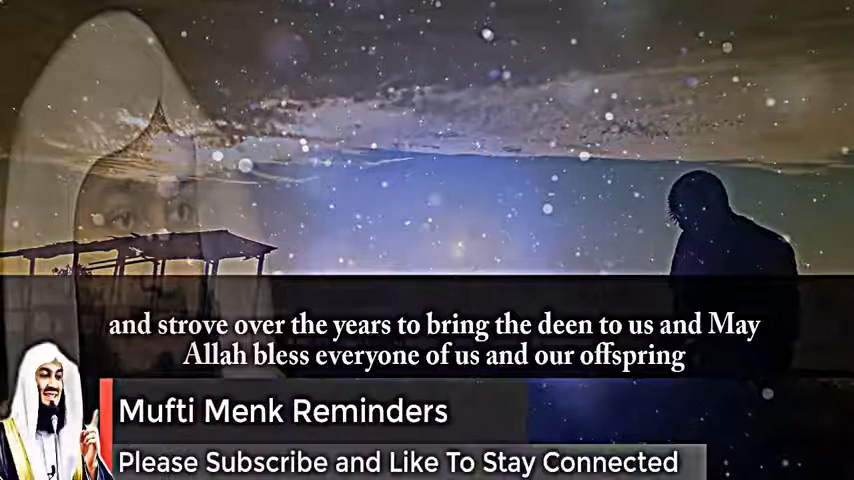 and strove over the years to bring the deen to us and May
Allah bless everyone of us and our offspring
Mufti Menk Reminders
Please Subscribe and Like To Stay Connected